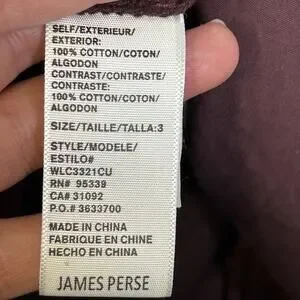 SELF/EXTERIEUR/
EXTERIOR:
100% COTTON/COTON/
ALGODON
CONTRAST/CONTRASTE/
CONTRASTE:
100% COTTON/COTON/
ALGODON
SIZE/TAILLE/TALLA:3
STYLE/MODELE/
ESTILO#
WLC3321CU
RN# 95339
CA# 31092
P.O.# 3633700
MADE IN CHINA
FABRIQUE EN CHINE
HECHO EN CHINA
JAMES PERSE